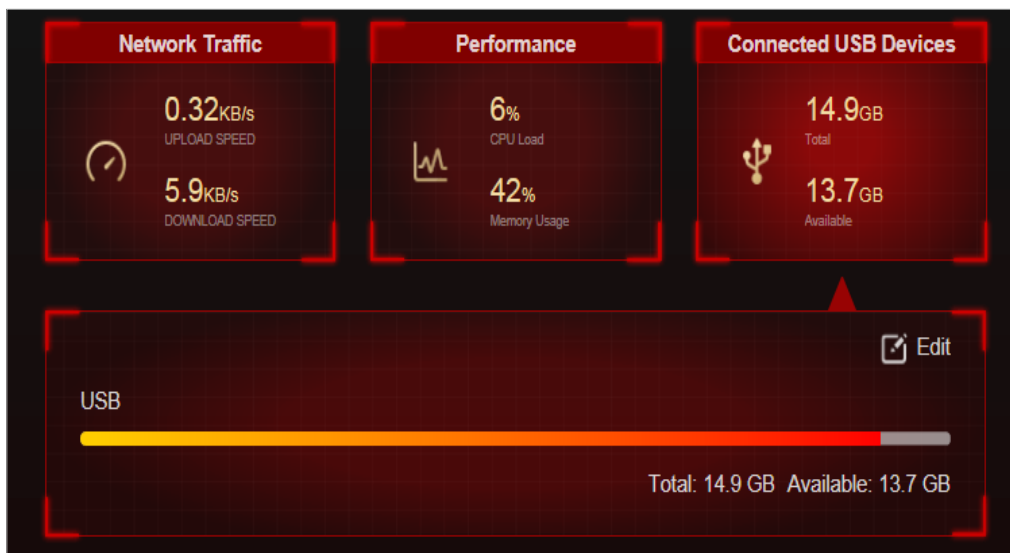 Network Traffic
0.32KB/s
UPLOAD SPEED
5.9KB/s
DOWNLOAD SPEED
Performance
6%
CPU Load
42%
Memory Usage
Connected USB Devices
14.9GB
Total
13.7GB
Available
Edit
USB
Total: 14.9 GB Available: 13.7 GB